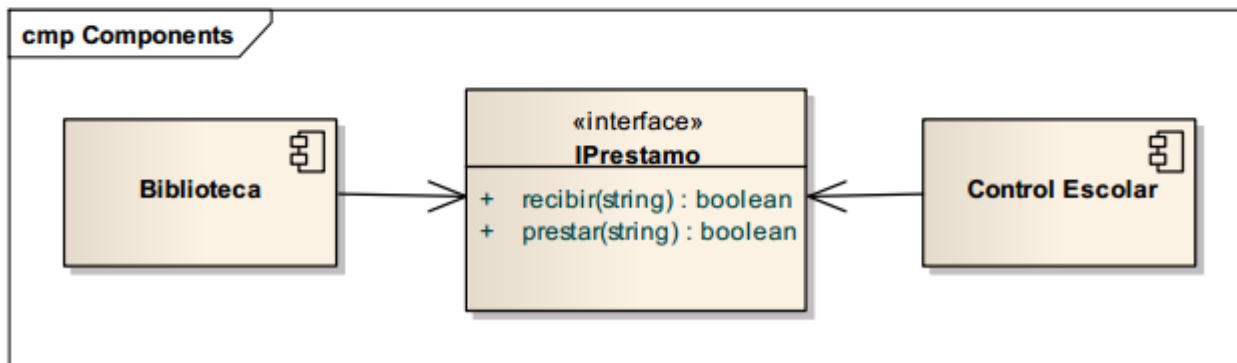 cmp Components
Biblioteca
«interface»
IPrestamo
+ recibir(string) : boolean
+ prestar(string) : boolean
Control Escolar